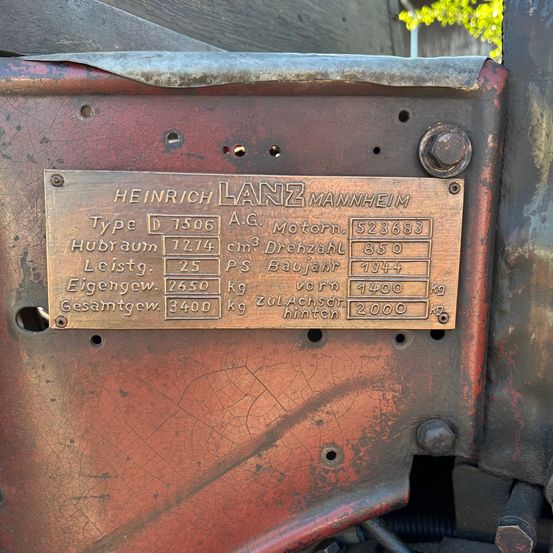 HEINRICH LANZ MANNHEIM
A.G.
Type D 7506 Motorn. 523683
Hubraum 7274 cm³ Drehzahl 850
Leistg. 25 PS Baujahr 1944
Eigengew. 2650 kg vorn 1400 kg
Gesamtgew. 3400 kg zul.Achsdr. hinten 2000 kg